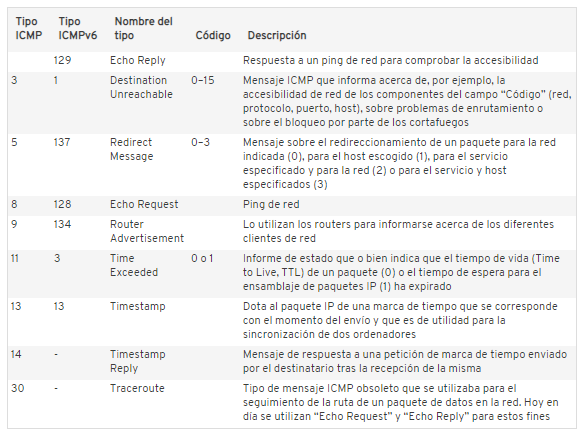 Tipo ICMP	Tipo ICMPv6	Nombre del tipo	Código	Descripción
129	Echo Reply	Respuesta a un ping de red para comprobar la accesibilidad
3	1	Destination Unreachable	0–15	Mensaje ICMP que informa acerca de, por ejemplo, la
accesibilidad de red de los componentes del campo “Código” (red,
protocolo, puerto, host), sobre problemas de enrutamiento o
sobre el bloqueo por parte de los cortafuegos
5	137	Redirect Message	0–3	Mensaje sobre el redireccionamiento de un paquete para la red
indicada (0), para el host escogido (1), para el servicio
especificado y para la red (2) o para el servicio y host
especificados (3)
8	128	Echo Request	Ping de red
9	134	Router Advertisement	Lo utilizan los routers para informarse acerca de los diferentes
clientes de red
11	3	Time Exceeded	0 o 1	Informe de estado que o bien indica que el tiempo de vida (Time
to Live, TTL) de un paquete (0) o el tiempo de espera para el
ensamblaje de paquetes IP (1) ha expirado
13	13	Timestamp	Dota al paquete IP de una marca de tiempo que se corresponde
con el momento del envío y que es de utilidad para la
sincronización de dos ordenadores
14	-	Timestamp Reply	Mensaje de respuesta a una petición de marca de tiempo enviado
por el destinatario tras la recepción de la misma
30	-	Traceroute	Tipo de mensaje ICMP obsoleto que se utilizaba para el
seguimiento de la ruta de un paquete de datos en la red. Hoy en
día se utilizan “Echo Request” y “Echo Reply” para estos fines